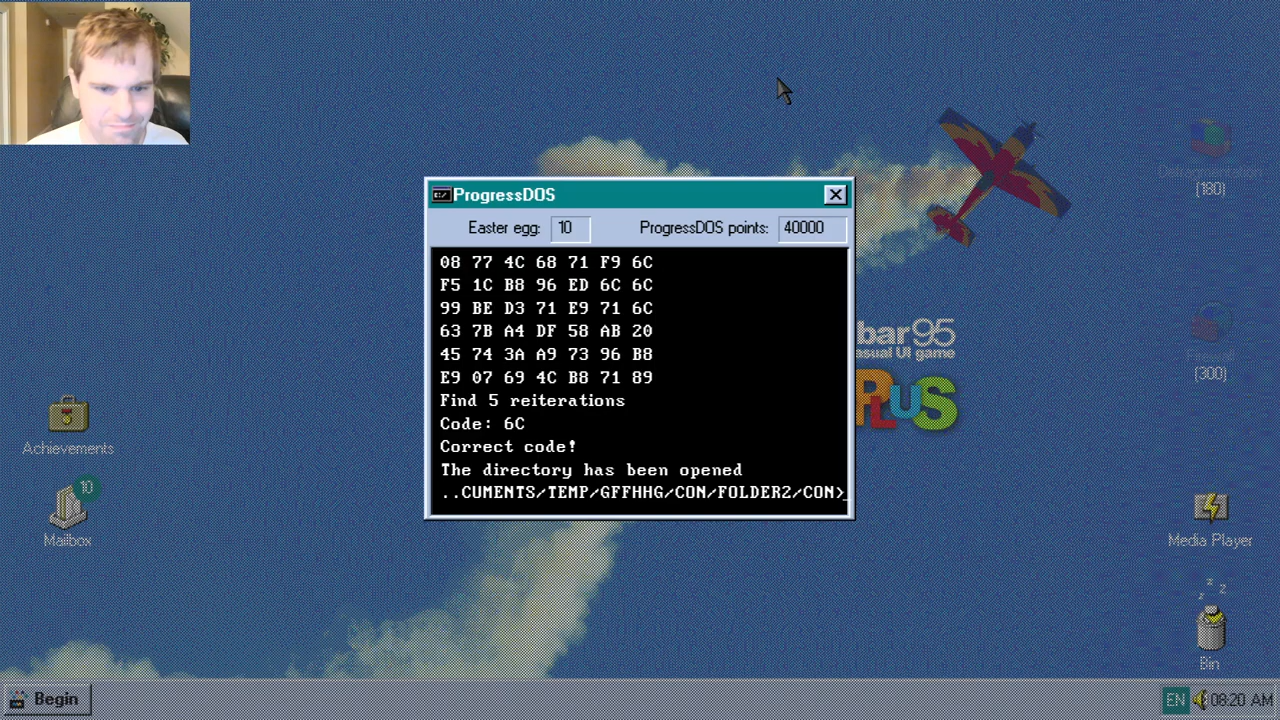 ProgressDOS
Easter egg: 10 ProgressDOS points: 40000
08 77 4C 68 71 F9 6C
F5 1C B8 96 ED 6C 6C
99 BE D3 71 E9 71 6C
63 7B A4 DF 58 AB 20
45 74 3A A9 73 96 B8
E9 07 69 4C B8 71 89
Find 5 reiterations
Code: 6C
Correct code!
The directory has been opened
..CUMENTS/TEMP/GFFHHG/CON/FOLDER2/CON>_
(180)
bar95
asual UI game
PLUS
(300)
Achievements
10
Mailbox
Media Player
z z z
Bin
Begin
EN 08:20 AM